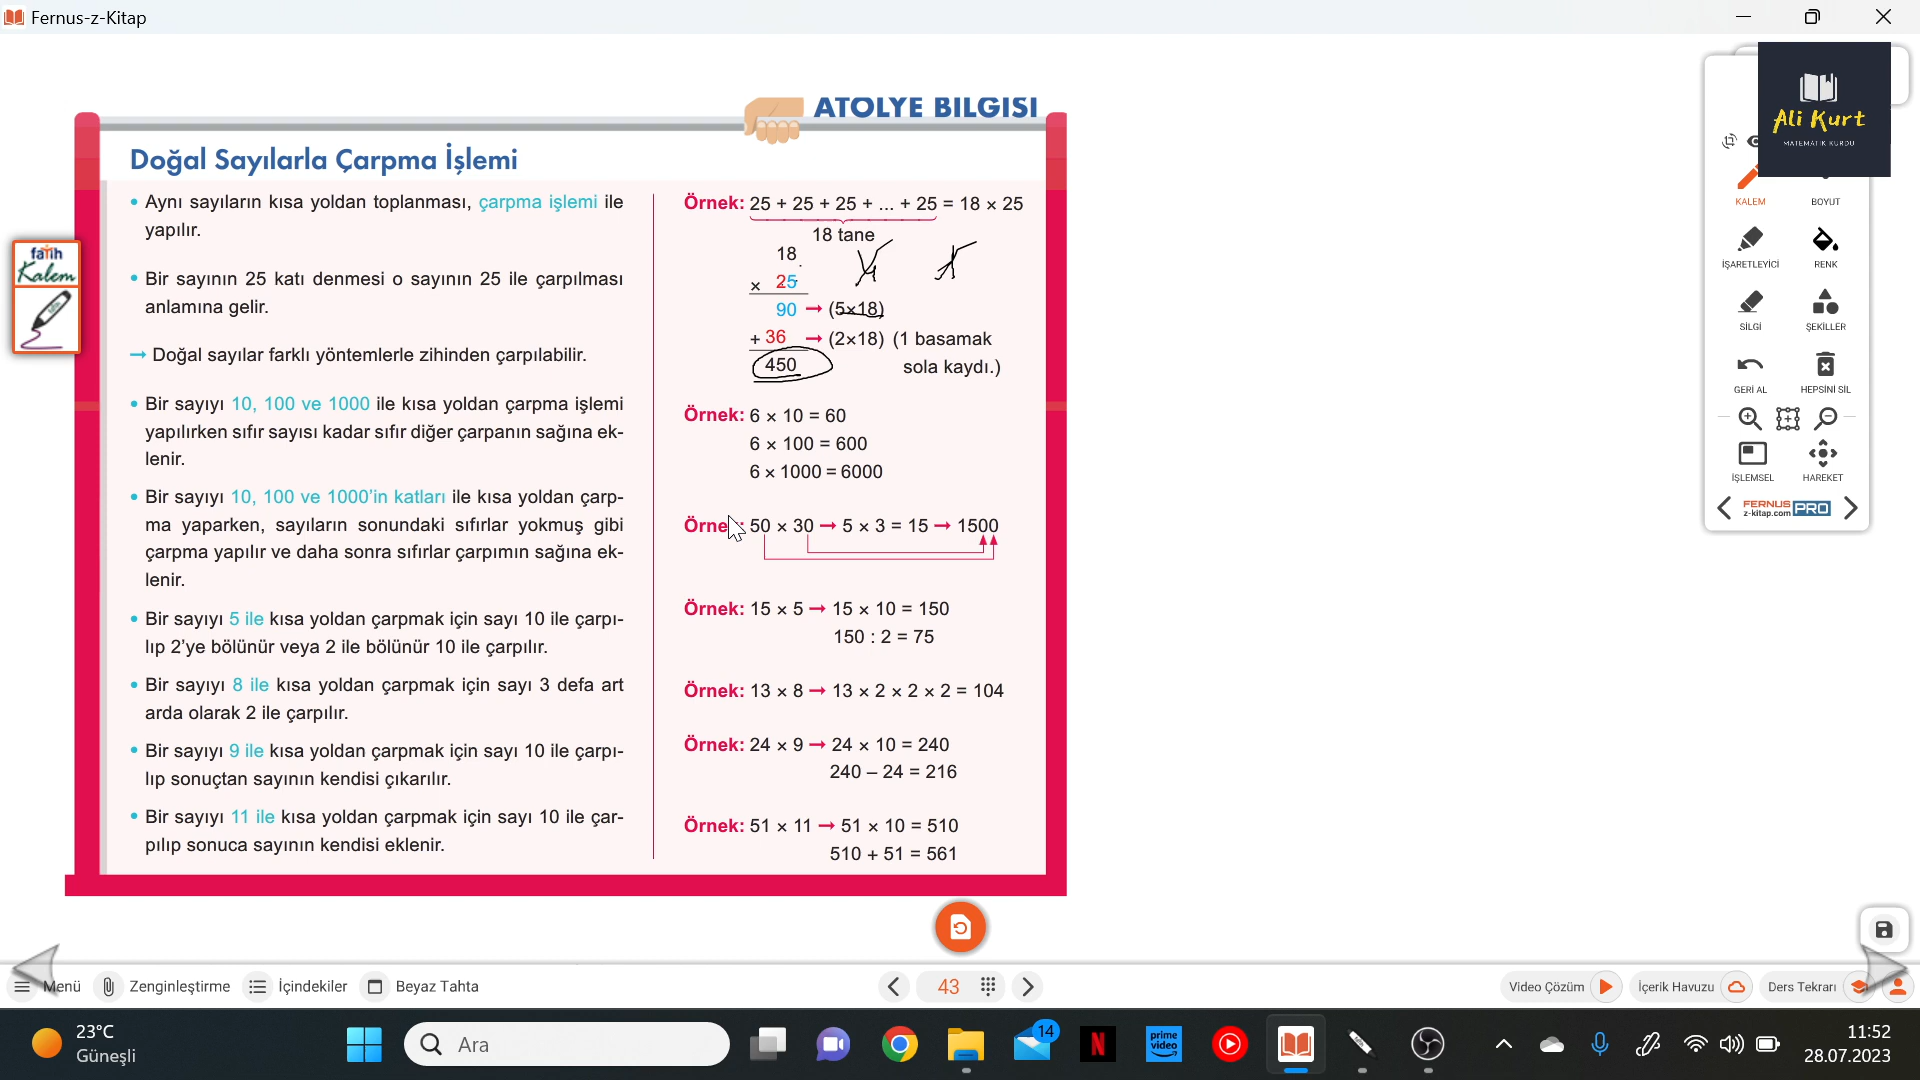 Fernus-z-Kitap
ATÖLYE BİLGİSİ
Doğal Sayılarla Çarpma İşlemi
• Aynı sayıların kısa yoldan toplanması, çarpma işlemi ile
yapılır.
• Bir sayının 25 katı denmesi o sayının 25 ile çarpılması
anlamına gelir.
→ Doğal sayılar farklı yöntemlerle zihinden çarpılabilir.
• Bir sayıyı 10, 100 ve 1000 ile kısa yoldan çarpma işlemi
yapılırken sıfır sayısı kadar sıfır diğer çarpanın sağına ek-
lenir.
• Bir sayıyı 10, 100 ve 1000'in katları ile kısa yoldan çarp-
ma yaparken, sayıların sonundaki sıfırlar yokmuş gibi
çarpma yapılır ve daha sonra sıfırlar çarpımın sağına ek-
lenir.
• Bir sayıyı 5 ile kısa yoldan çarpmak için sayı 10 ile çarpı-
lıp 2'ye bölünür veya 2 ile bölünür 10 ile çarpılır.
• Bir sayıyı 8 ile kısa yoldan çarpmak için sayı 3 defa art
arda olarak 2 ile çarpılır.
• Bir sayıyı 9 ile kısa yoldan çarpmak için sayı 10 ile çarpı-
lıp sonuçtan sayının kendisi çıkarılır.
• Bir sayıyı 11 ile kısa yoldan çarpmak için sayı 10 ile çar-
pılıp sonuca sayının kendisi eklenir.
Örnek: 25 + 25 + 25 + ... + 25 = 18 x 25
18 tane
18
x 25
90 → (5x18)
+ 36 → (2x18) (1 basamak
450 sola kaydı.)
Örnek: 6 x 10 = 60
6 x 100 = 600
6 x 1000 = 6000
Örnek: 50 x 30 → 5 x 3 = 15 → 1500
Örnek: 15 x 5 → 15 x 10 = 150
150 : 2 = 75
Örnek: 13 x 8 → 13 x 2 x 2 x 2 = 104
Örnek: 24 x 9 → 24 x 10 = 240
240 – 24 = 216
Örnek: 51 x 11 → 51 x 10 = 510
510 + 51 = 561
fatih
Kalem
Ali Kurt
MATEMATİK KURDU
KALEM BOYUT
İŞARETLEYİCİ RENK
SİLGİ ŞEKİLLER
GERİ AL HEPSİNİ SİL
İŞLEMSEL HAREKET
FERNUS PRO
z-kitap.com
Menü Zenginleştirme İçindekiler Beyaz Tahta 43 Video Çözüm İçerik Havuzu Ders Tekrarı
23°C
Güneşli
Ara
14
prime
video
11:52
28.07.2023